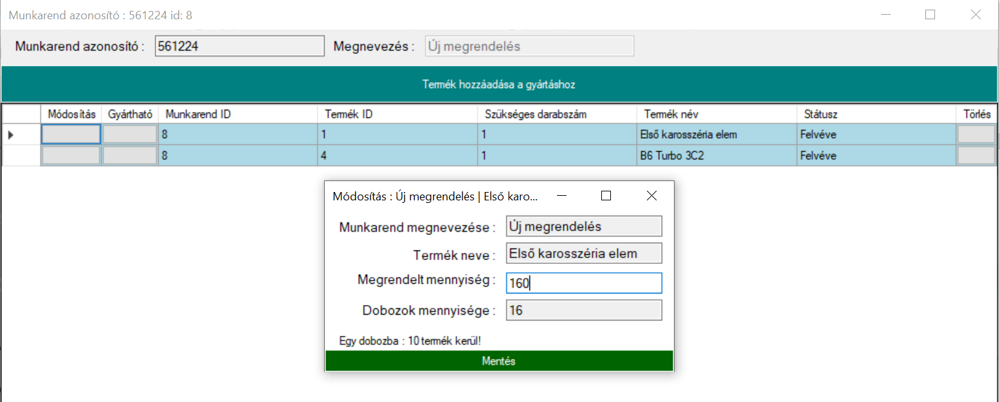 Munkarend azonosító : 561224 id: 8
Munkarend azonosító : 561224 Megnevezés : Új megrendelés
Termék hozzáadása a gyártáshoz
Módosítás Gyártható Munkarend ID Termék ID Szükséges darabszám Termék név Státusz Törlés
8 1 1 Első karosszéria elem Felvéve
8 4 1 B6 Turbo 3C2 Felvéve
Módosítás : Új megrendelés | Első karo...
Munkarend megnevezése : Új megrendelés
Termék neve : Első karosszéria elem
Megrendelt mennyiség : 160
Dobozok mennyisége : 16
Egy dobozba : 10 termék kerül!
Mentés